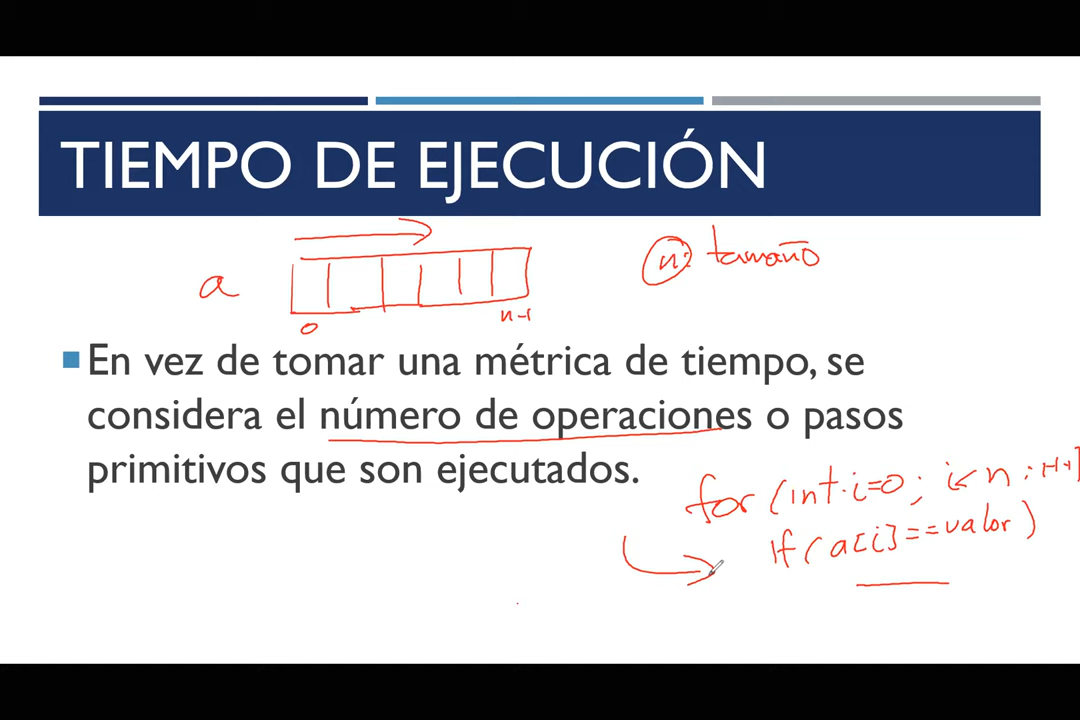 TIEMPO DE EJECUCIÓN
a
n: tamaño
0
n-1
En vez de tomar una métrica de tiempo, se
considera el número de operaciones o pasos
primitivos que son ejecutados.
for (int i=0; i<n ; i++)
if (a[i]==valor)